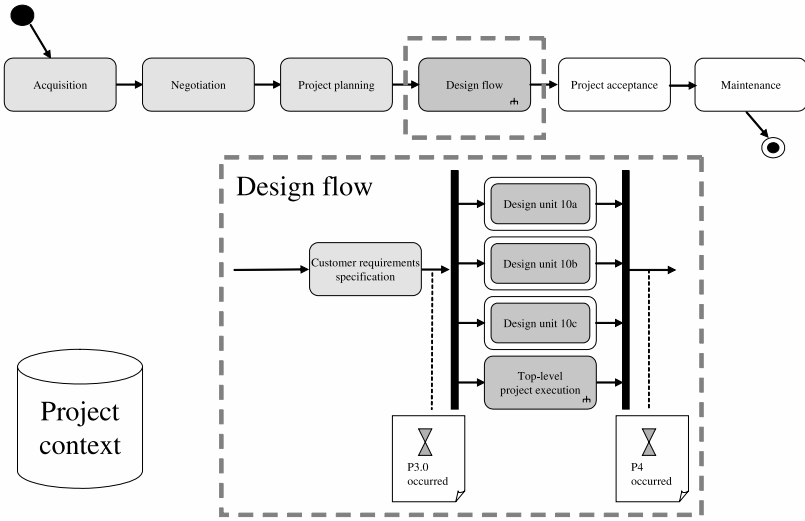 Acquisition
Negotiation
Project planning
Design flow
Project acceptance
Maintenance
Design flow
Design unit 10a
Customer requirements
specification
Design unit 10b
Design unit 10c
Top-level
project execution
Project
context
P3.0
occurred
P4
occurred